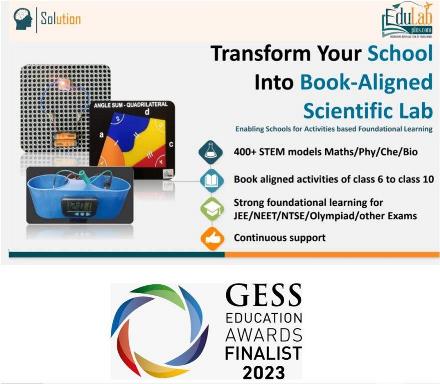 Solution
EduLab
plus.com
Transform Your School
Into Book-Aligned
Scientific Lab
Enabling Schools for Activities based Foundational Learning
ANGLE SUM - QUADRILATERAL
d
a
c
400+ STEM models Maths/Phy/Che/Bio
Book aligned activities of class 6 to class 10
Strong foundational learning for
JEE/NEET/NTSE/Olympiad/other Exams
Continuous support
GESS
EDUCATION
AWARDS
FINALIST
2023